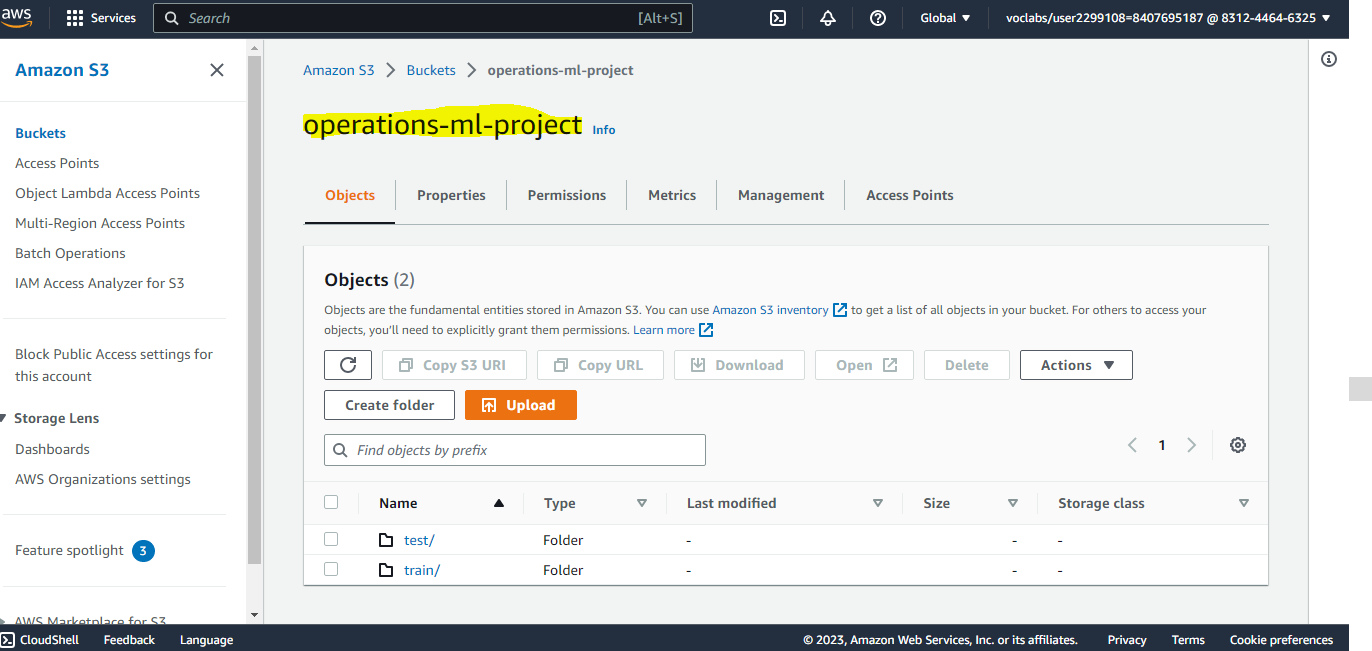 aws Services Search [Alt+S] Global voclabs/user2299108=8407695187 @ 8312-4464-6325
Amazon S3
Buckets
Access Points
Object Lambda Access Points
Multi-Region Access Points
Batch Operations
IAM Access Analyzer for S3
Block Public Access settings for
this account
Storage Lens
Dashboards
AWS Organizations settings
Feature spotlight 3
AWS Marketplace for S3
Amazon S3 > Buckets > operations-ml-project
operations-ml-project Info
Objects Properties Permissions Metrics Management Access Points
Objects (2)
Objects are the fundamental entities stored in Amazon S3. You can use Amazon S3 inventory to get a list of all objects in your bucket. For others to access your
objects, you'll need to explicitly grant them permissions. Learn more
Copy S3 URI Copy URL Download Open Delete Actions
Create folder Upload
Find objects by prefix 1
Name Type Last modified Size Storage class
test/ Folder - - -
train/ Folder - - -
CloudShell Feedback Language © 2023, Amazon Web Services, Inc. or its affiliates. Privacy Terms Cookie preferences